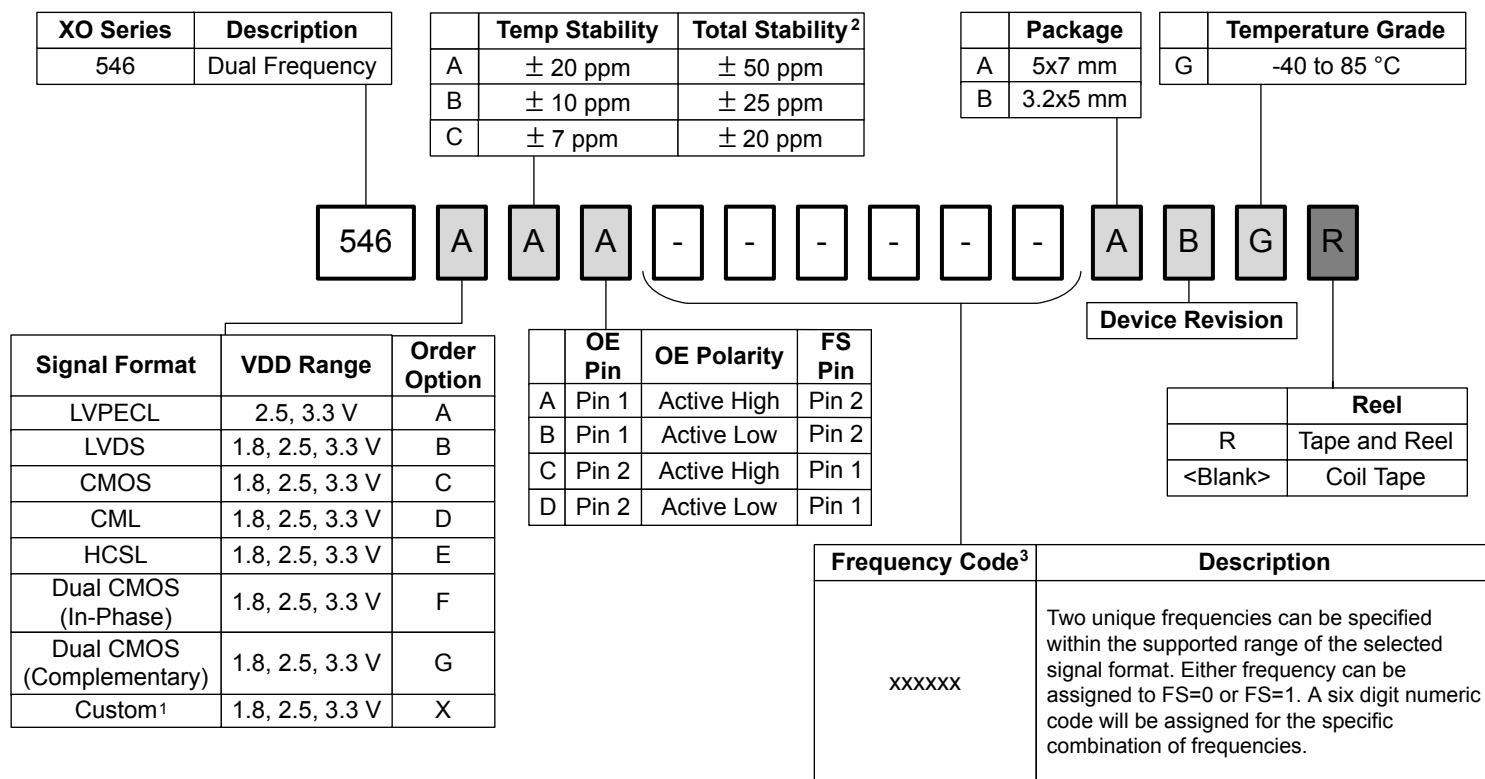 XO Series Description
546 Dual Frequency
Temp Stability Total Stability²
A ± 20 ppm ± 50 ppm
B ± 10 ppm ± 25 ppm
C ± 7 ppm ± 20 ppm
Package
A 5x7 mm
B 3.2x5 mm
Temperature Grade
G -40 to 85 °C
546 A A A - - - - - - A B G R
Device Revision
Signal Format VDD Range Order Option
LVPECL 2.5, 3.3 V A
LVDS 1.8, 2.5, 3.3 V B
CMOS 1.8, 2.5, 3.3 V C
CML 1.8, 2.5, 3.3 V D
HCSL 1.8, 2.5, 3.3 V E
Dual CMOS (In-Phase) 1.8, 2.5, 3.3 V F
Dual CMOS (Complementary) 1.8, 2.5, 3.3 V G
Custom¹ 1.8, 2.5, 3.3 V X
OE Pin OE Polarity FS Pin
A Pin 1 Active High Pin 2
B Pin 1 Active Low Pin 2
C Pin 2 Active High Pin 1
D Pin 2 Active Low Pin 1
Reel
R Tape and Reel
<Blank> Coil Tape
Frequency Code³ Description
xxxxxx
Two unique frequencies can be specified
within the supported range of the selected
signal format. Either frequency can be
assigned to FS=0 or FS=1. A six digit numeric
code will be assigned for the specific
combination of frequencies.